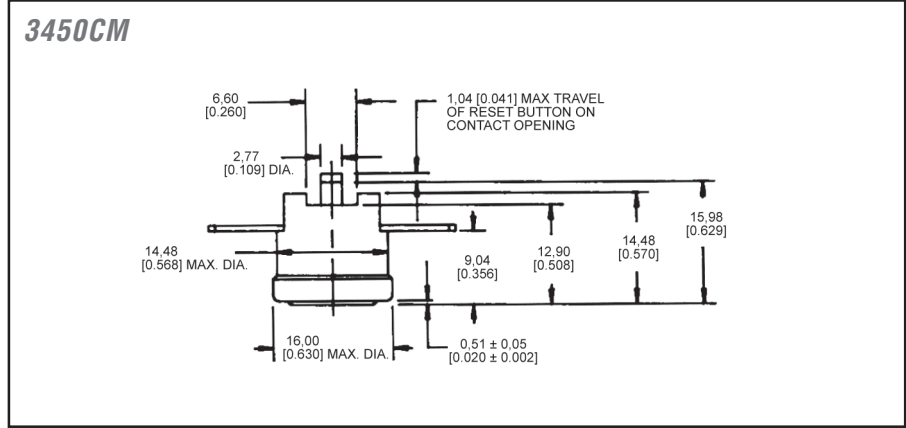 3450CM
6,60
[0.260]
1,04 [0.041] MAX TRAVEL
OF RESET BUTTON ON
CONTACT OPENING
2,77
[0.109] DIA.
14,48
[0.568] MAX. DIA.
9,04
[0.356]
12,90
[0.508]
14,48
[0.570]
15,98
[0.629]
16,00
[0.630] MAX. DIA.
0,51 ± 0,05
[0.020 ± 0.002]